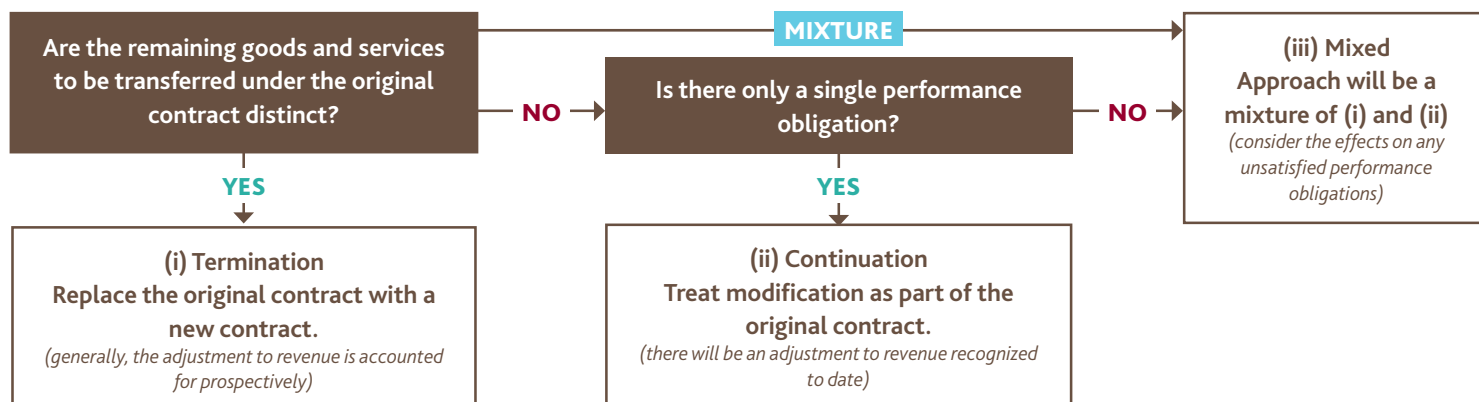 Are the remaining goods and services
to be transferred under the original
contract distinct?
MIXTURE
NO
Is there only a single performance
obligation?
NO
(iii) Mixed
Approach will be a
mixture of (i) and (ii)
(consider the effects on any
unsatisfied performance
obligations)
YES
YES
(i) Termination
Replace the original contract with a
new contract.
(generally, the adjustment to revenue is accounted
for prospectively)
(ii) Continuation
Treat modification as part of the
original contract.
(there will be an adjustment to revenue recognized
to date)